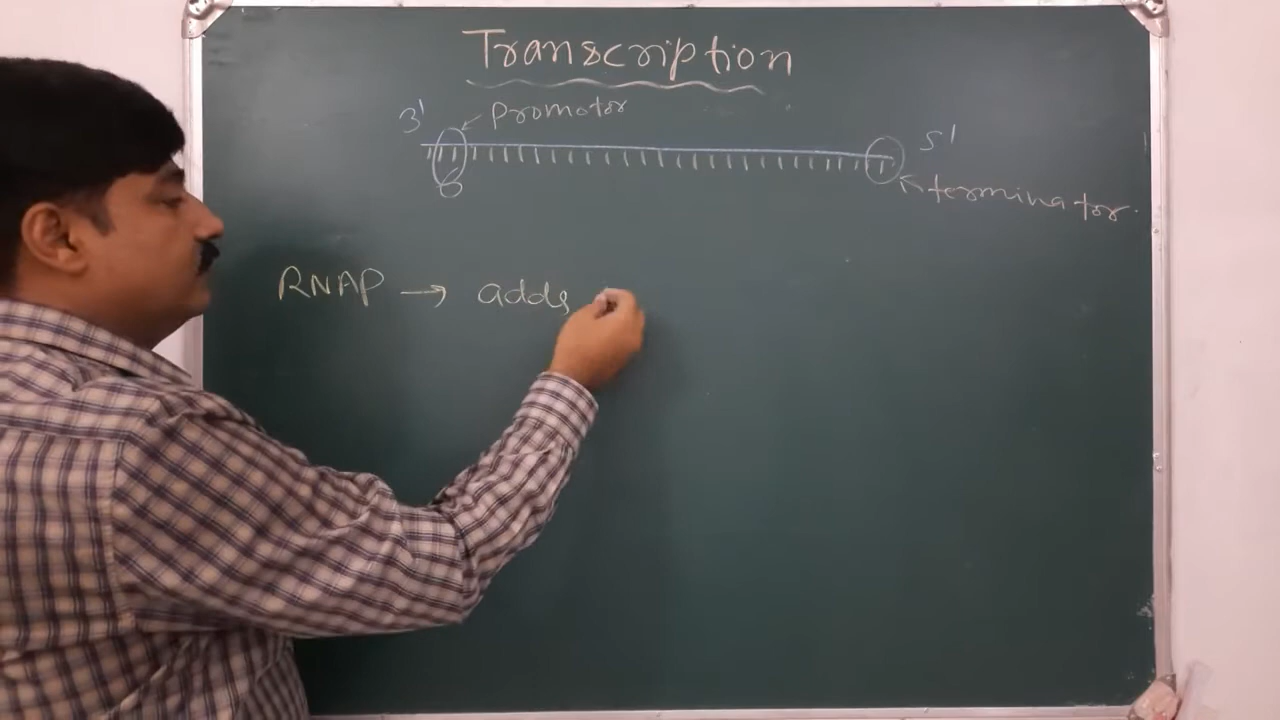 Transcription
3' Promotor
5'
terminator.
RNAP → adds